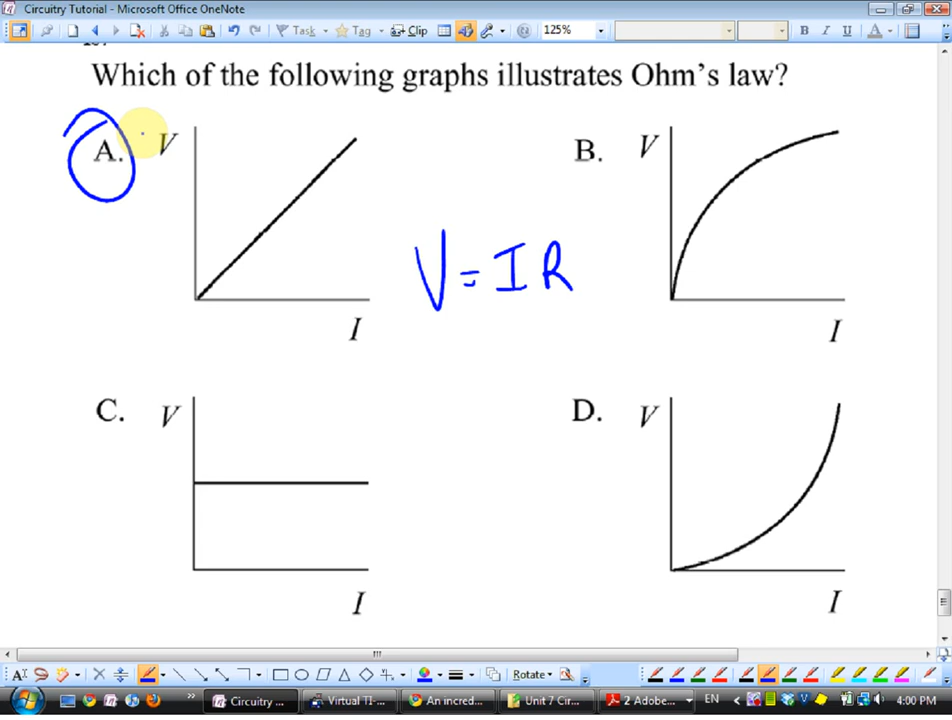 Circuitry Tutorial - Microsoft Office OneNote
Task Tag Clip 125% B I U A
Which of the following graphs illustrates Ohm's law?
A. V
I
B. V
I
V = I R
C. V
I
D. V
I
Rotate
Circuitry ... Virtual TI-... An incred... Unit 7 Cir... 2 Adobe... EN 4:00 PM